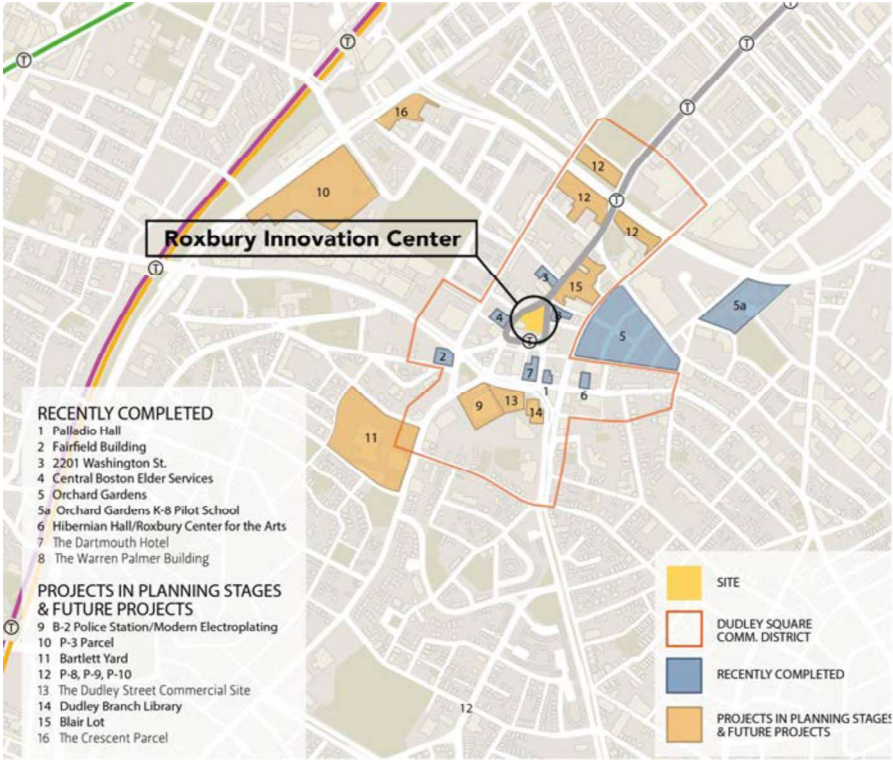 T
T
T
T
16
12
10
12
T
12
Roxbury Innovation Center
T
3
15
5a
4
8
5
T
2
7
1
6
9
13
14
11
RECENTLY COMPLETED
1 Palladio Hall
2 Fairfield Building
3 2201 Washington St.
4 Central Boston Elder Services
5 Orchard Gardens
5a Orchard Gardens K-8 Pilot School
6 Hibernian Hall/Roxbury Center for the Arts
7 The Dartmouth Hotel
8 The Warren Palmer Building
PROJECTS IN PLANNING STAGES
& FUTURE PROJECTS
T
9 B-2 Police Station/Modern Electroplating
10 P-3 Parcel
11 Bartlett Yard
12 P-8, P-9, P-10
13 The Dudley Street Commercial Site
14 Dudley Branch Library
15 Blair Lot
16 The Crescent Parcel
12
SITE
DUDLEY SQUARE
COMM. DISTRICT
RECENTLY COMPLETED
PROJECTS IN PLANNING STAGES
& FUTURE PROJECTS